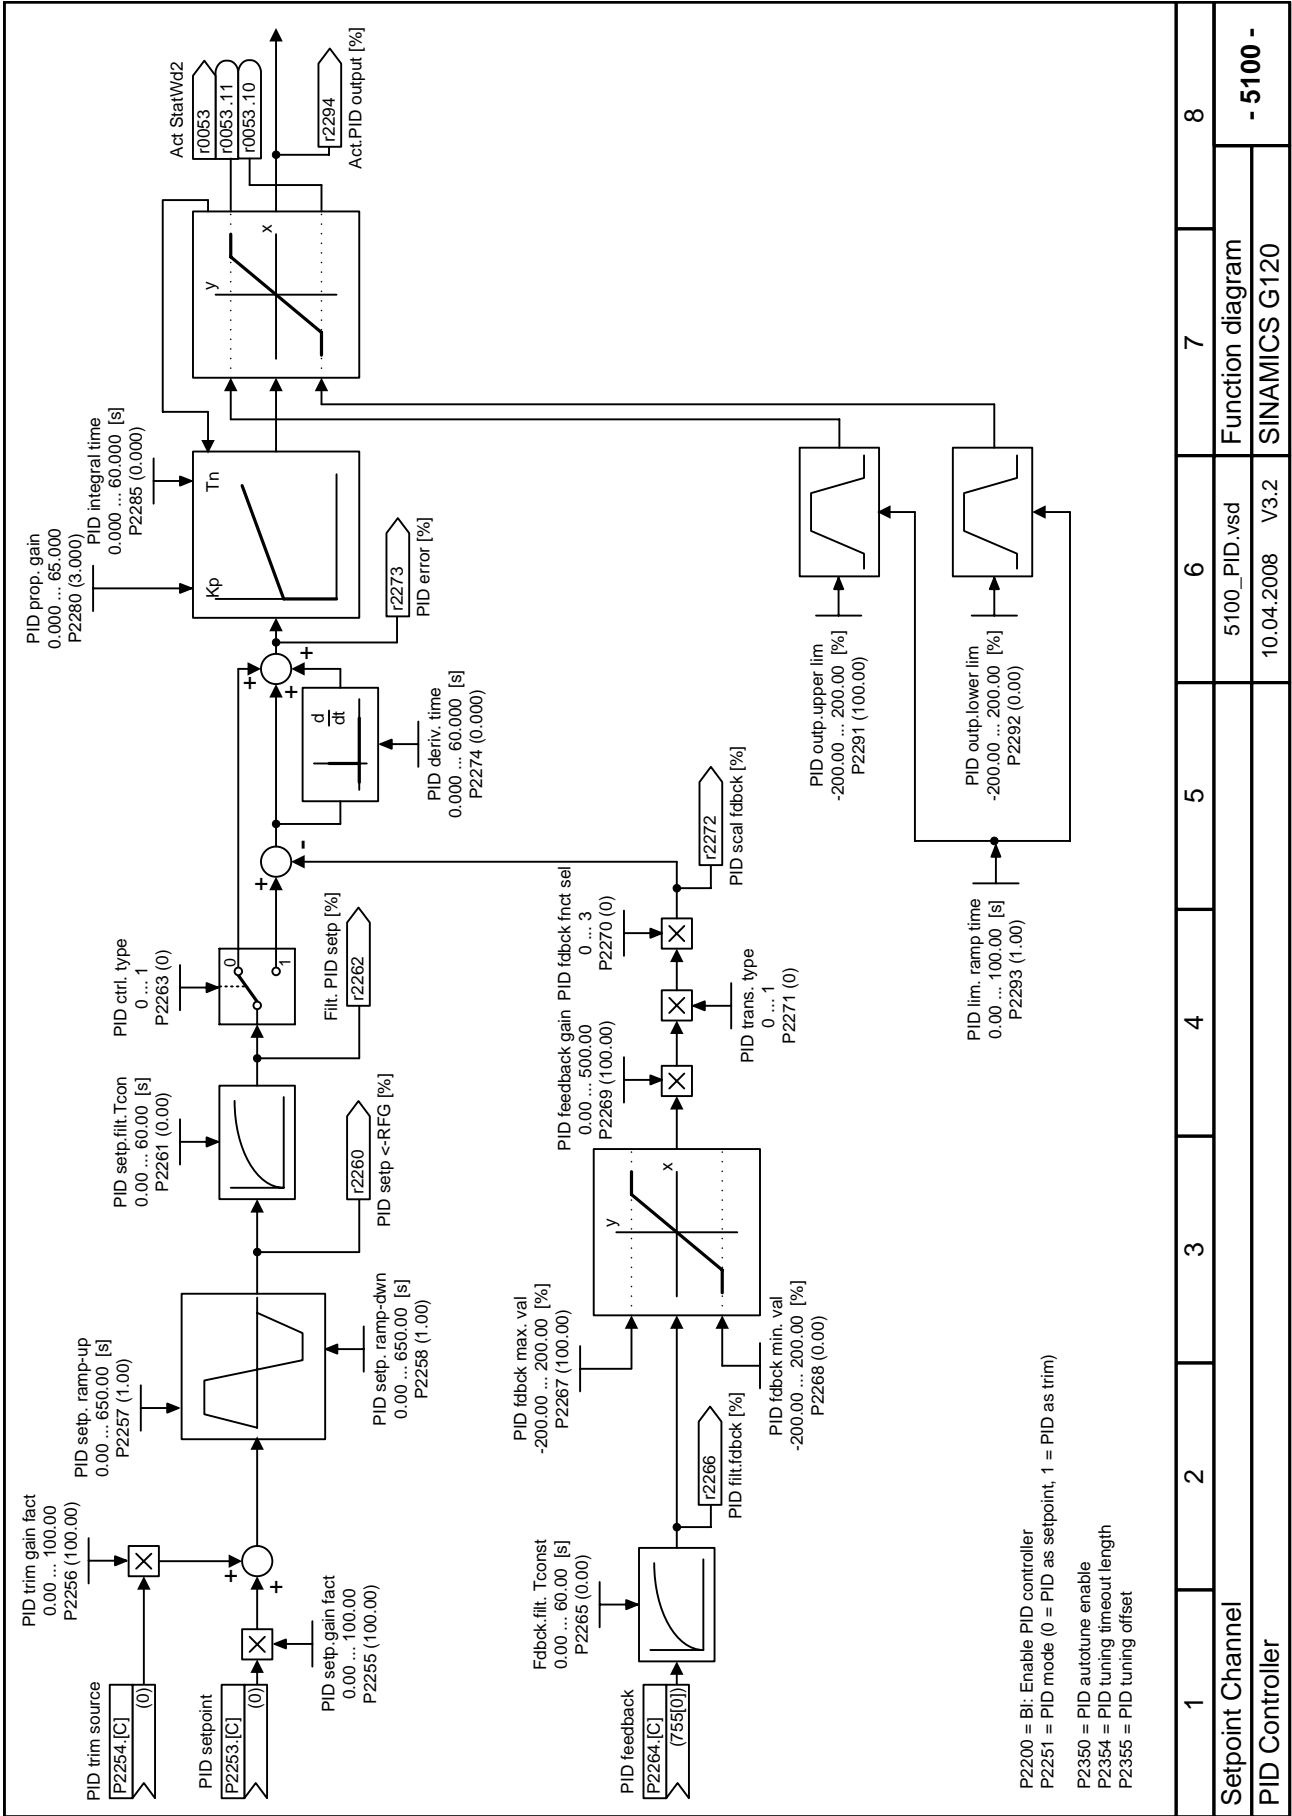 PID trim source
P2254.[C]
(0)
PID trim gain fact
0.00 ... 100.00
P2256 (100.00)
PID setpoint
P2253.[C]
(0)
PID setp.gain fact
0.00 ... 100.00
P2255 (100.00)
+
+
PID setp. ramp-up
0.00 ... 650.00 [s]
P2257 (1.00)
PID setp. ramp-dwn
0.00 ... 650.00 [s]
P2258 (1.00)
PID setp.filt.Tcon
0.00 ... 60.00 [s]
P2261 (0.00)
r2260
PID setp <-RFG [%]
PID ctrl. type
0 ... 1
P2263 (0)
0
1
Filt. PID setp [%]
r2262
+
-
+
+
+
d
dt
PID deriv. time
0.000 ... 60.000 [s]
P2274 (0.000)
PID prop. gain
0.000 ... 65.000
P2280 (3.000)
PID integral time
0.000 ... 60.000 [s]
P2285 (0.000)
Kp
Tn
r2273
PID error [%]
y
x
Act StatWd2
r0053
r0053 .11
r0053 .10
r2294
Act.PID output [%]
PID feedback
P2264.[C]
(755[0])
Fdbck.filt. Tconst
0.00 ... 60.00 [s]
P2265 (0.00)
r2266
PID filt.fdbck [%]
PID fdbck max. val
-200.00 ... 200.00 [%]
P2267 (100.00)
PID fdbck min. val
-200.00 ... 200.00 [%]
P2268 (0.00)
y
x
PID feedback gain
0.00 ... 500.00
P2269 (100.00)
PID trans. type
0 ... 1
P2271 (0)
PID fdbck fnct sel
0 ... 3
P2270 (0)
r2272
PID scal fdbck [%]
PID outp.upper lim
-200.00 ... 200.00 [%]
P2291 (100.00)
PID outp.lower lim
-200.00 ... 200.00 [%]
P2292 (0.00)
PID lim. ramp time
0.00 ... 100.00 [s]
P2293 (1.00)
P2200 = BI: Enable PID controller
P2251 = PID mode (0 = PID as setpoint, 1 = PID as trim)
P2350 = PID autotune enable
P2354 = PID tuning timeout length
P2355 = PID tuning offset
1
2
3
4
5
6
7
8
Setpoint Channel
5100_PID.vsd
Function diagram
- 5100 -
PID Controller
10.04.2008 V3.2
SINAMICS G120